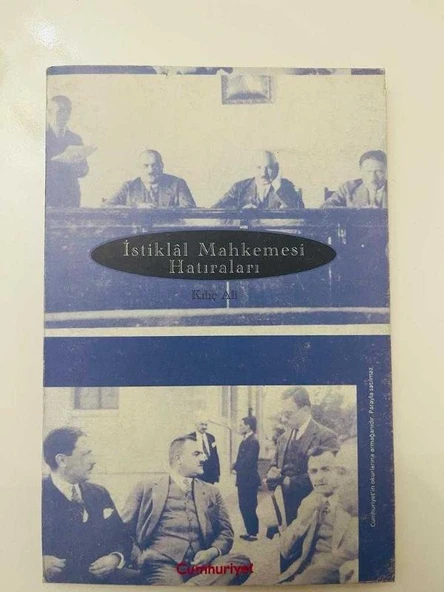 İstiklâl Mahkemesi
Hatıraları
Kılıç Ali
Cumhuriyet'in okurlarına armağanıdır. Parayla satılmaz.
Cumhuriyet